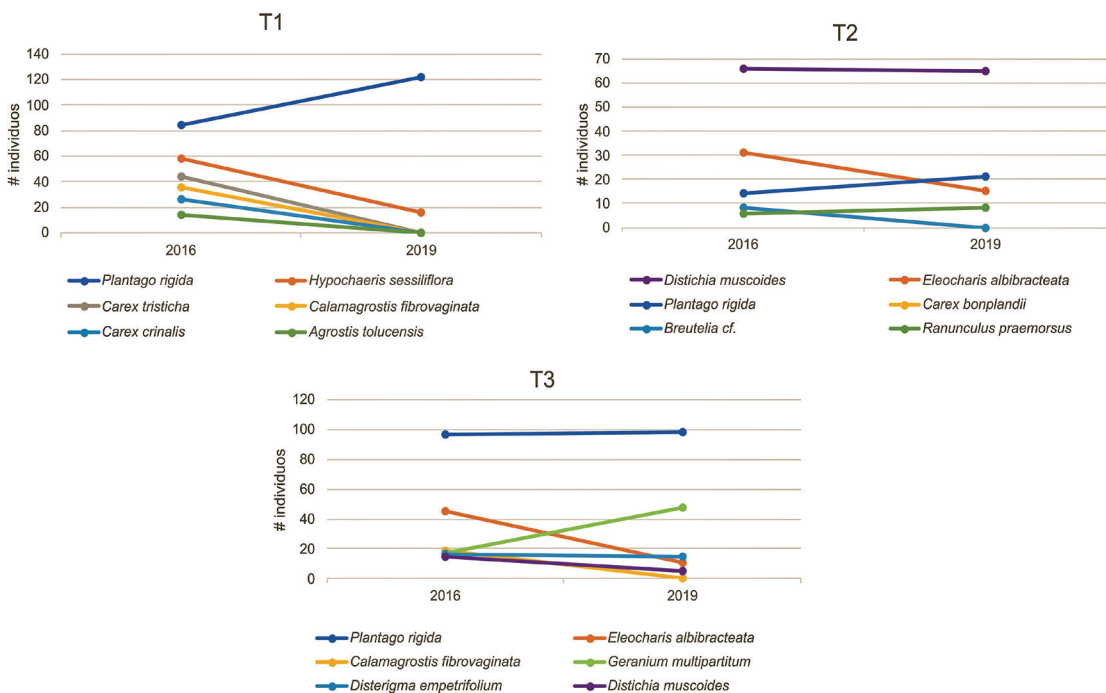 T1
# individuos
140
120
100
80
60
40
20
0
2016 2019
Plantago rigida Hypochaeris sessiliflora
Carex tristicha Calamagrostis fibrovaginata
Carex crinalis Agrostis tolucensis
T2
# individuos
70
60
50
40
30
20
10
0
2016 2019
Distichia muscoides Eleocharis albibracteata
Plantago rigida Carex bonplandii
Breutelia cf. Ranunculus praemorsus
T3
# individuos
120
100
80
60
40
20
0
2016 2019
Plantago rigida Eleocharis albibracteata
Calamagrostis fibrovaginata Geranium multipartitum
Disterigma empetrifolium Distichia muscoides